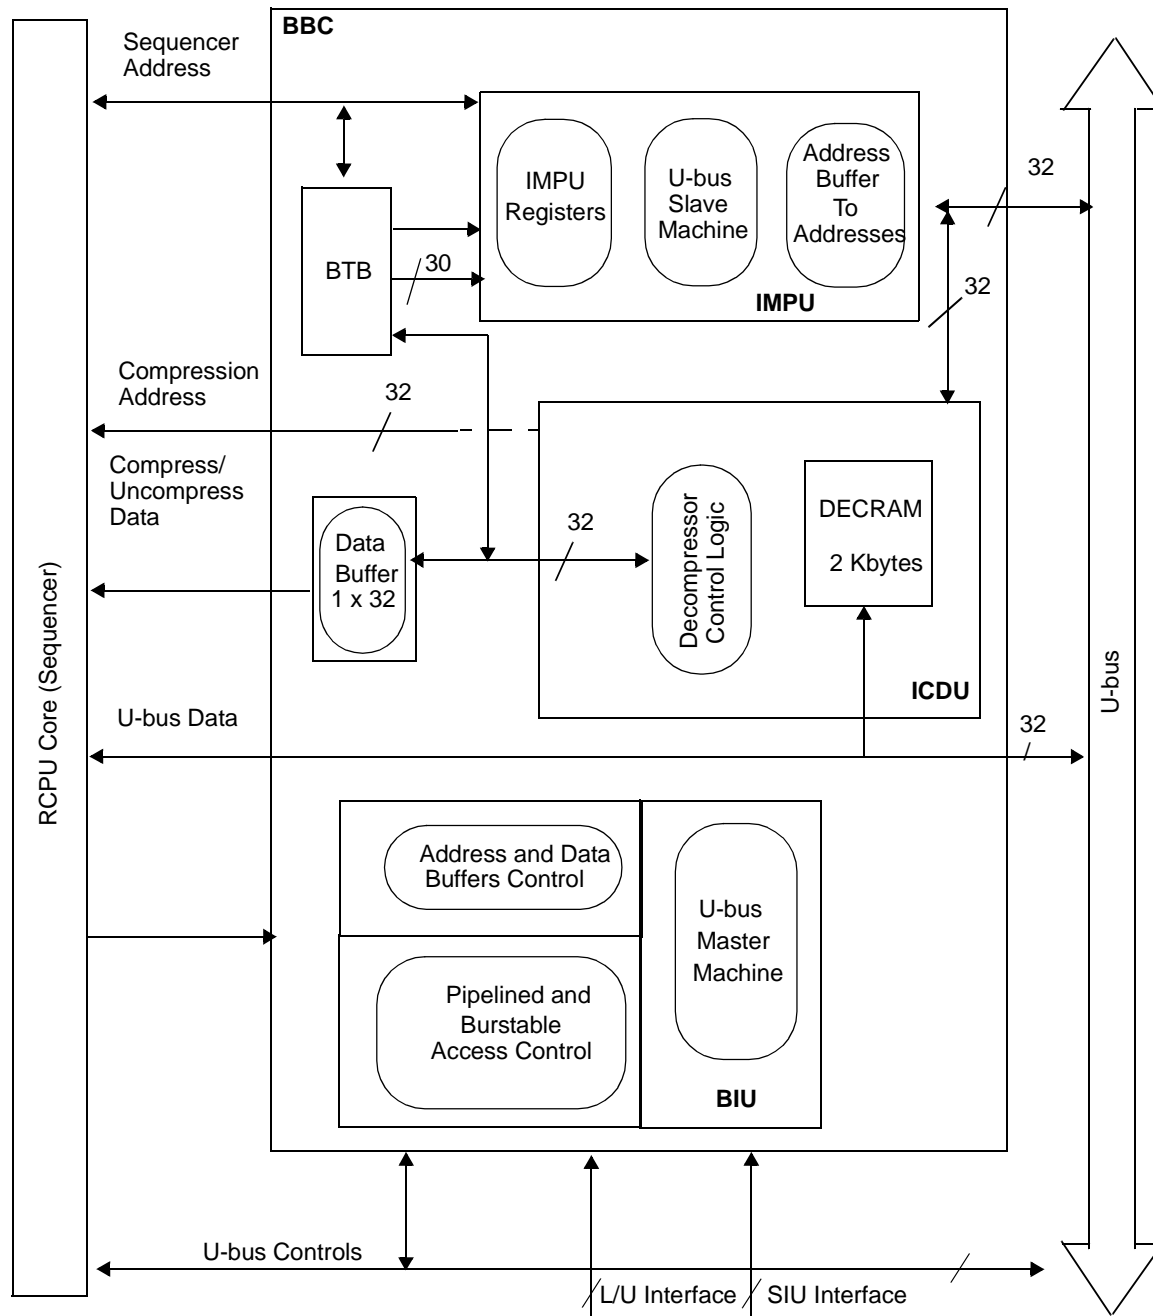 BBC
Sequencer
Address
IMPU
Registers
U-bus
Slave
Machine
Address
Buffer
To
Addresses
32
BTB
30
IMPU
32
Compression
Address
32
Compress/
Uncompress
Data
Data
Buffer
1 x 32
32
Decompressor
Control Logic
DECRAM
2 Kbytes
ICDU
RCPU Core (Sequencer)
U-bus
U-bus Data
32
Address and Data
Buffers Control
U-bus
Master
Machine
Pipelined and
Burstable
Access Control
BIU
U-bus Controls
L/U Interface
SIU Interface